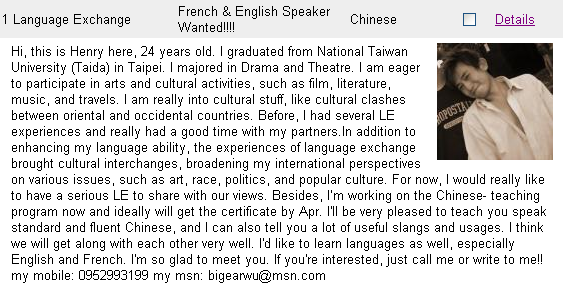 1 Language Exchange French & English Speaker Wanted!!!! Chinese Details
Hi, this is Henry here, 24 years old. I graduated from National Taiwan
University (Taida) in Taipei. I majored in Drama and Theatre. I am eager
to participate in arts and cultural activities, such as film, literature,
music, and travels. I am really into cultural stuff, like cultural clashes
between oriental and occidental countries. Before, I had several LE
experiences and really had a good time with my partners.In addition to
enhancing my language ability, the experiences of language exchange
brought cultural interchanges, broadening my international perspectives
on various issues, such as art, race, politics, and popular culture. For now, I would really like
to have a serious LE to share with our views. Besides, I'm working on the Chinese- teaching
program now and ideally will get the certificate by Apr. I'll be very pleased to teach you speak
standard and fluent Chinese, and I can also tell you a lot of useful slangs and usages. I think
we will get along with each other very well. I'd like to learn languages as well, especially
English and French. I'm so glad to meet you. If you're interested, just call me or write to me!!
my mobile: 0952993199 my msn: bigearwu@msn.com